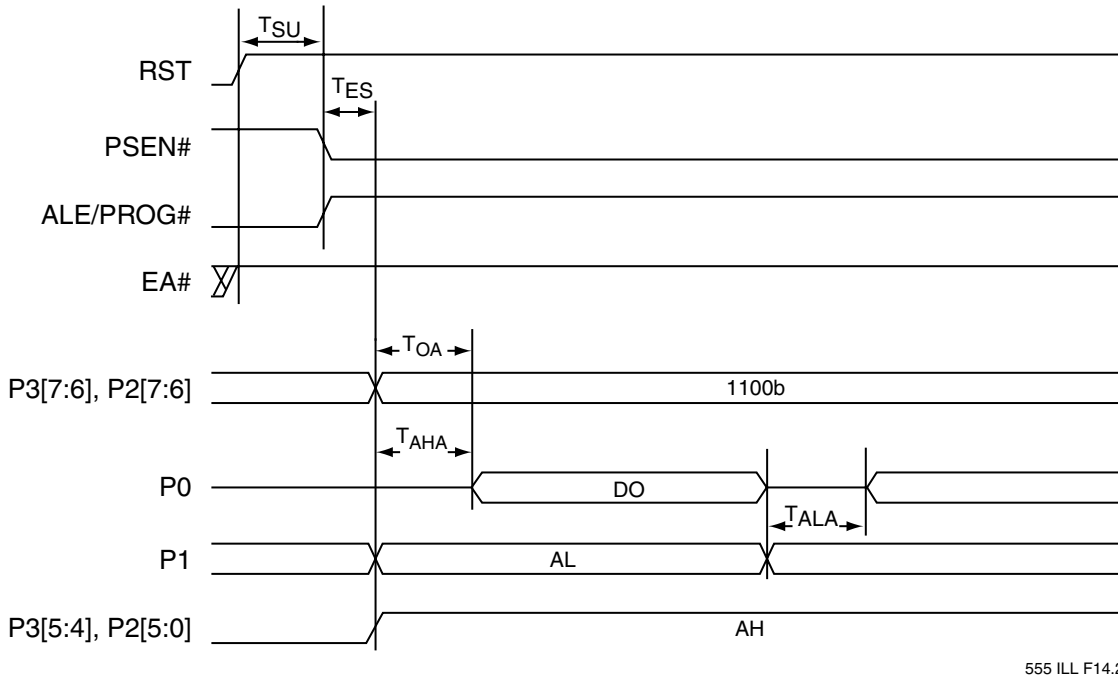 TSU
RST
TES
PSEN#
ALE/PROG#
EA#
TOA
P3[7:6], P2[7:6]
1100b
TAHA
P0
DO
TALA
P1
AL
P3[5:4], P2[5:0]
AH
555 ILL F14.2